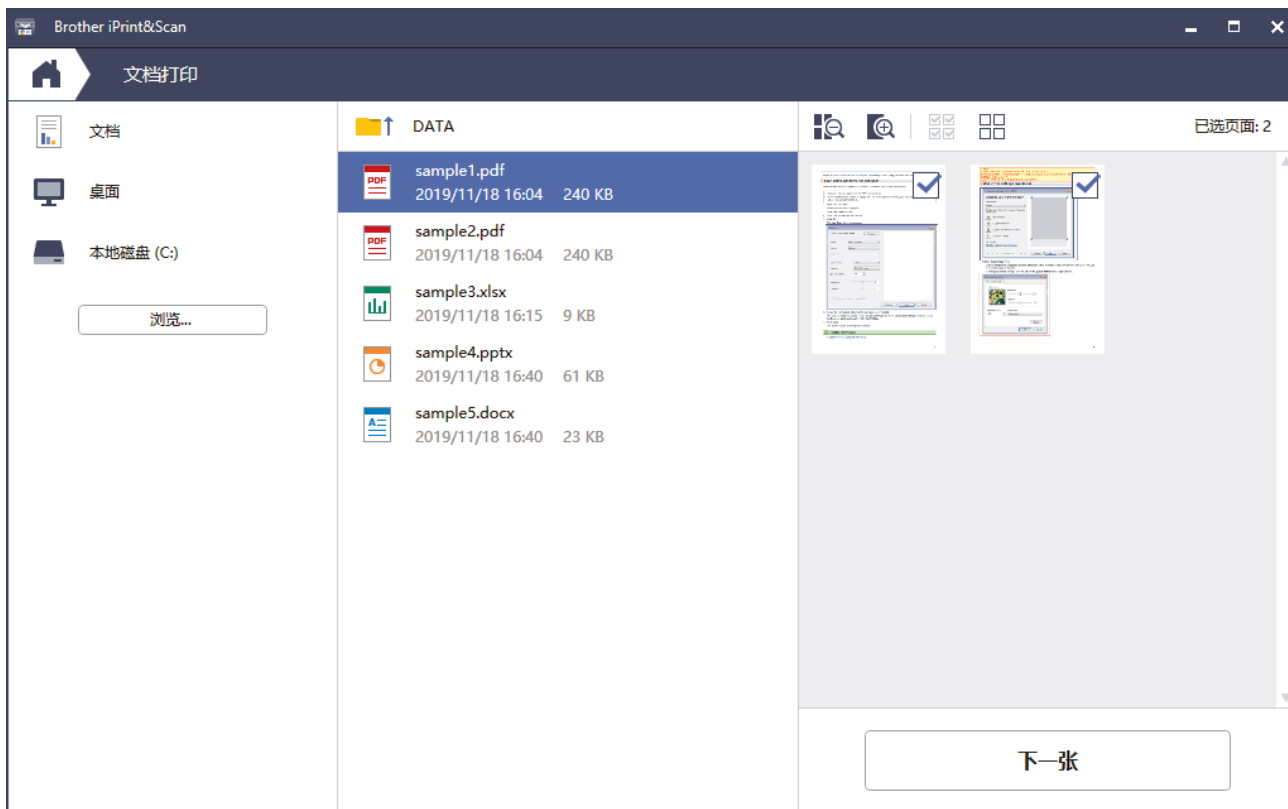 Brother iPrint&Scan
文档打印
文档
桌面
本地磁盘 (C:)
浏览...
DATA
PDF
sample1.pdf
2019/11/18 16:04 240 KB
PDF
sample2.pdf
2019/11/18 16:04 240 KB
sample3.xlsx
2019/11/18 16:15 9 KB
sample4.pptx
2019/11/18 16:40 61 KB
A
sample5.docx
2019/11/18 16:40 23 KB
已选页面: 2
下一张